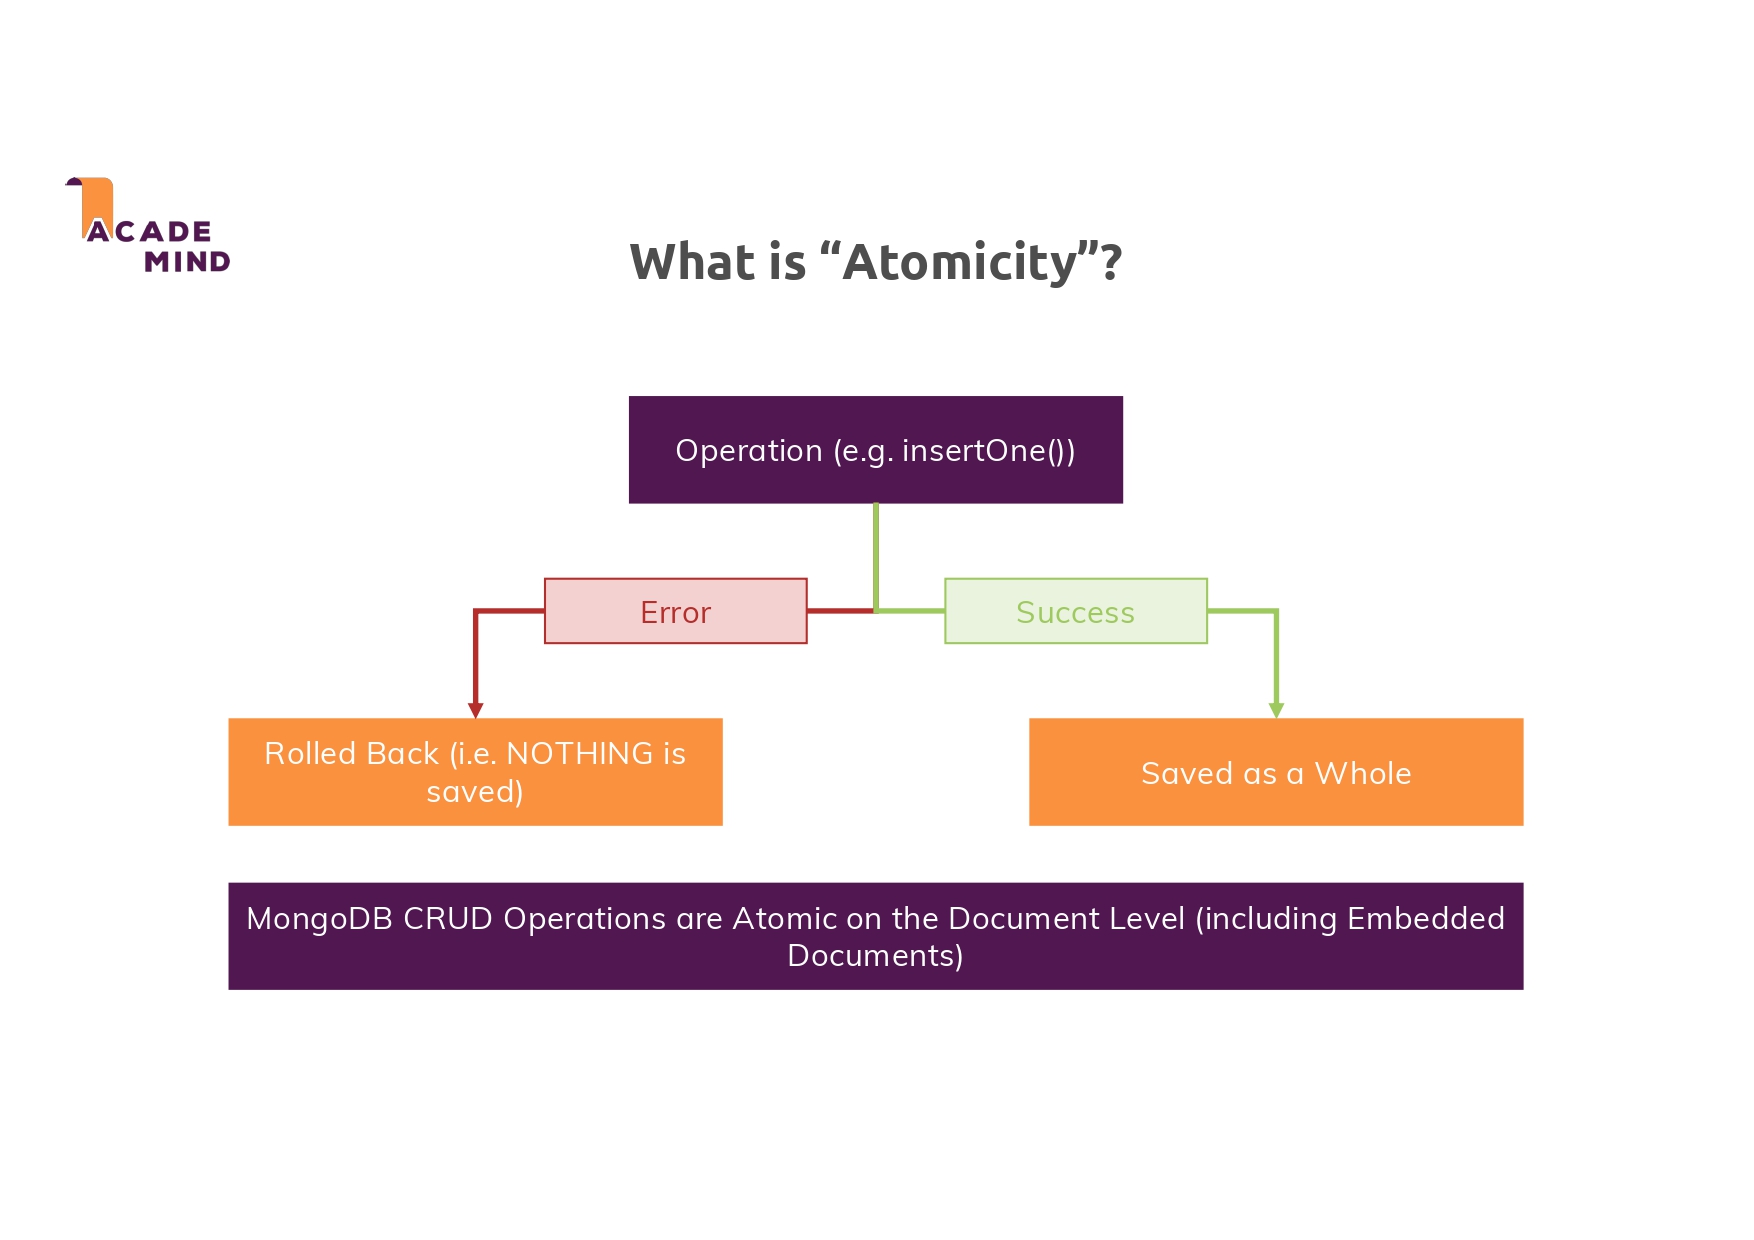 ACADE
MIND
What is “Atomicity”?
Operation (e.g. insertOne())
Error
Success
Rolled Back (i.e. NOTHING is
saved)
Saved as a Whole
MongoDB CRUD Operations are Atomic on the Document Level (including Embedded
Documents)